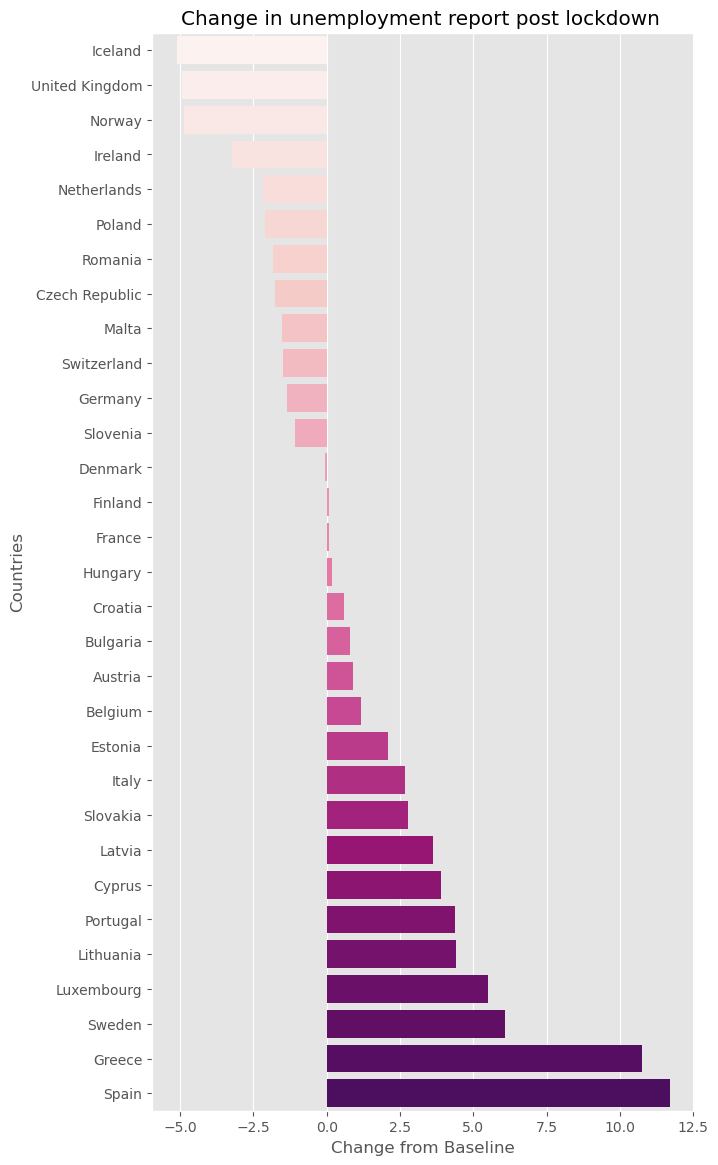 Change in unemployment report post lockdown
Countries
Iceland
United Kingdom
Norway
Ireland
Netherlands
Poland
Romania
Czech Republic
Malta
Switzerland
Germany
Slovenia
Denmark
Finland
France
Hungary
Croatia
Bulgaria
Austria
Belgium
Estonia
Italy
Slovakia
Latvia
Cyprus
Portugal
Lithuania
Luxembourg
Sweden
Greece
Spain
−5.0 −2.5 0.0 2.5 5.0 7.5 10.0 12.5
Change from Baseline